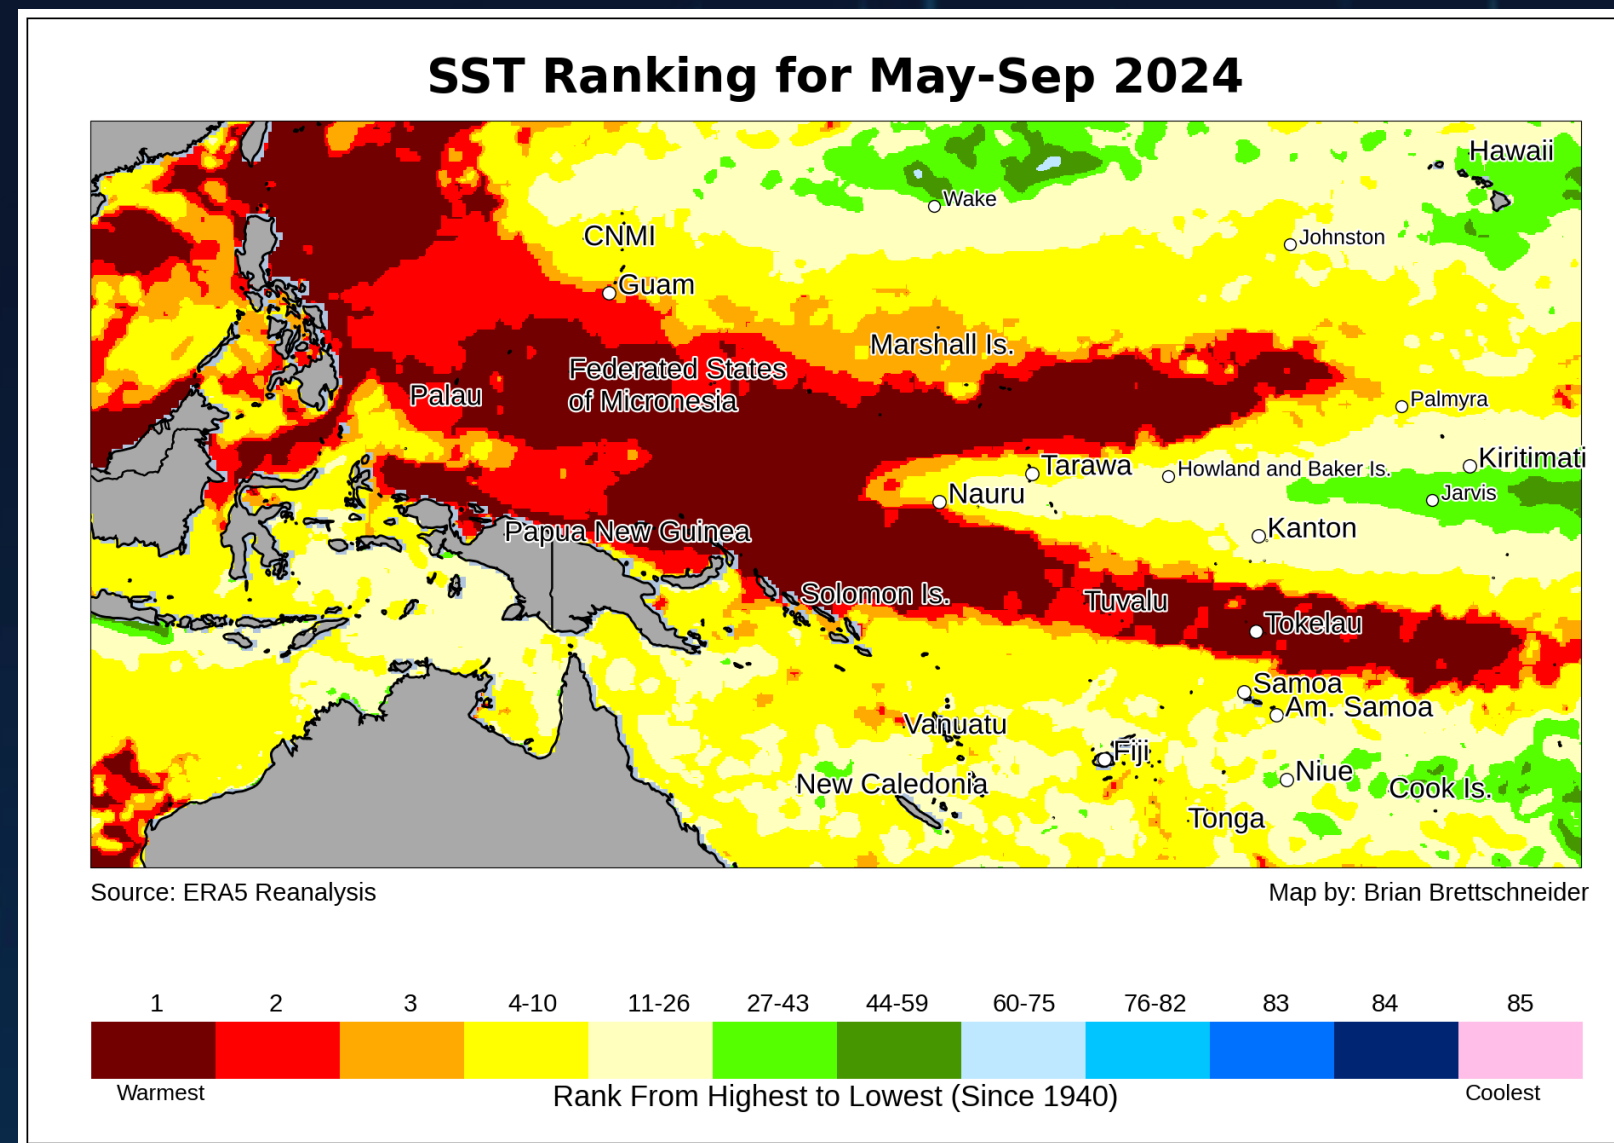 SST Ranking for May-Sep 2024
Hawaii
Wake
CNMI
Johnston
Guam
Marshall Is.
Federated States
of Micronesia
Palau
Palmyra
Tarawa
Howland and Baker Is.
Kiritimati
Nauru
Jarvis
Papua New Guinea
Kanton
Solomon Is.
Tuvalu
Tokelau
Samoa
Am. Samoa
Vanuatu
Fiji
Niue
New Caledonia
Cook Is.
Tonga
Source: ERA5 Reanalysis
Map by: Brian Brettschneider
1 2 3 4-10 11-26 27-43 44-59 60-75 76-82 83 84 85
Warmest
Rank From Highest to Lowest (Since 1940)
Coolest